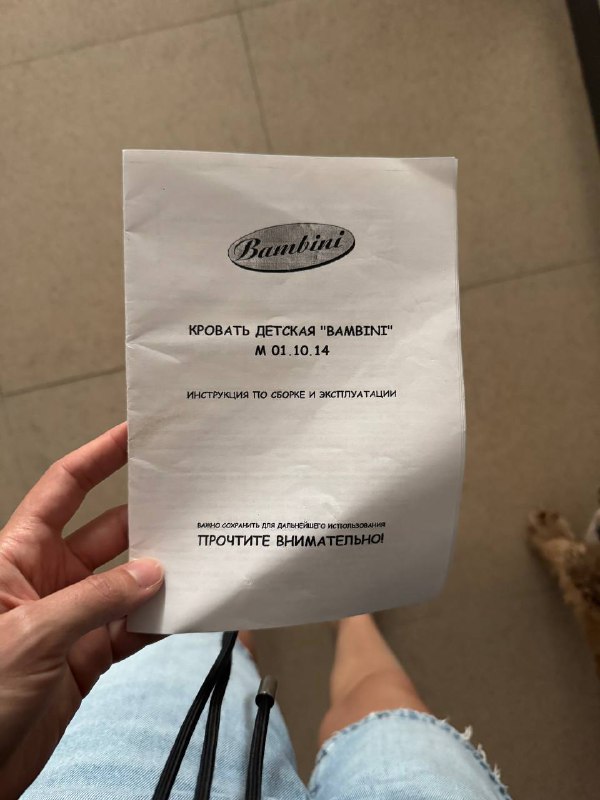 Bambini
КРОВАТЬ ДЕТСКАЯ "BAMBINI"
М 01.10.14
ИНСТРУКЦИЯ ПО СБОРКЕ И ЭКСПЛУАТАЦИИ
ВАЖНО СОХРАНИТЬ ДЛЯ ДАЛЬНЕЙШЕГО ИСПОЛЬЗОВАНИЯ
ПРОЧТИТЕ ВНИМАТЕЛЬНО!